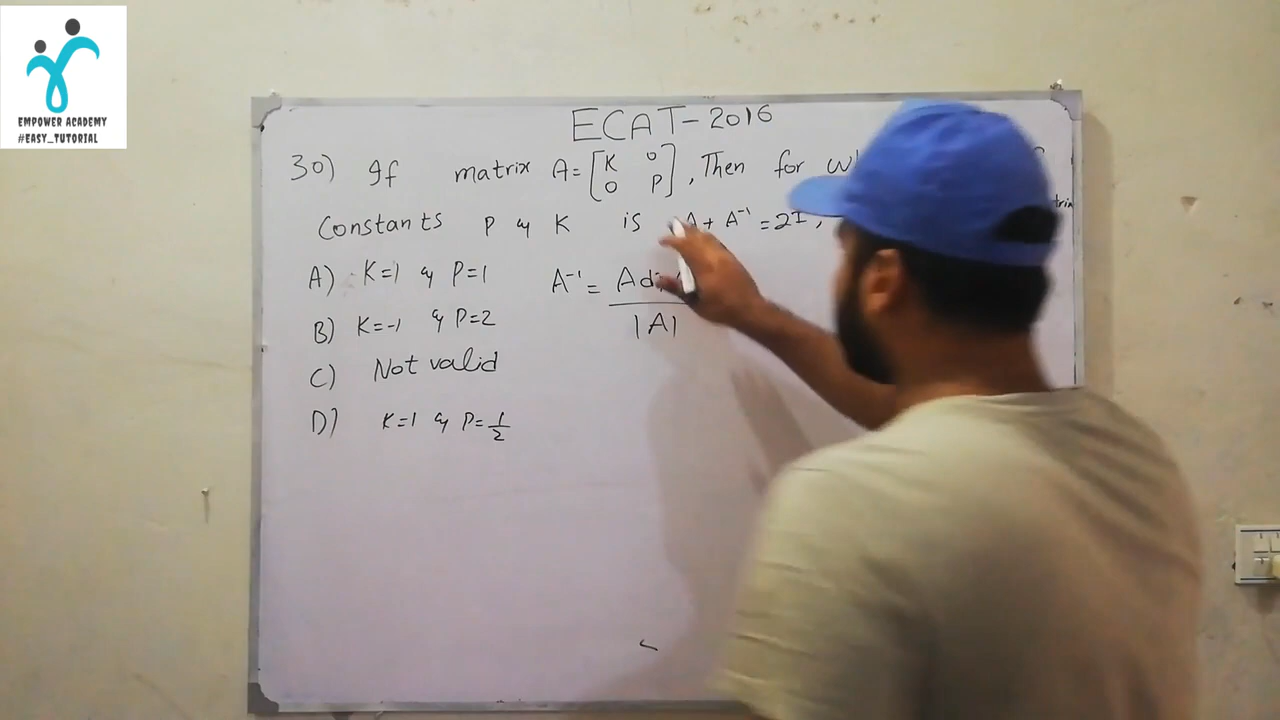 EMPOWER ACADEMY
#EASY_TUTORIAL
ECAT-2016
30) If matrix A = [K 0 0 P], Then for
Constants P & K is A + A⁻¹ = 2I,
A) K=1 & P=1
A⁻¹ =
|A|
B) K=-1 & P=2
C) Not valid
D) K=1 & P=1/2